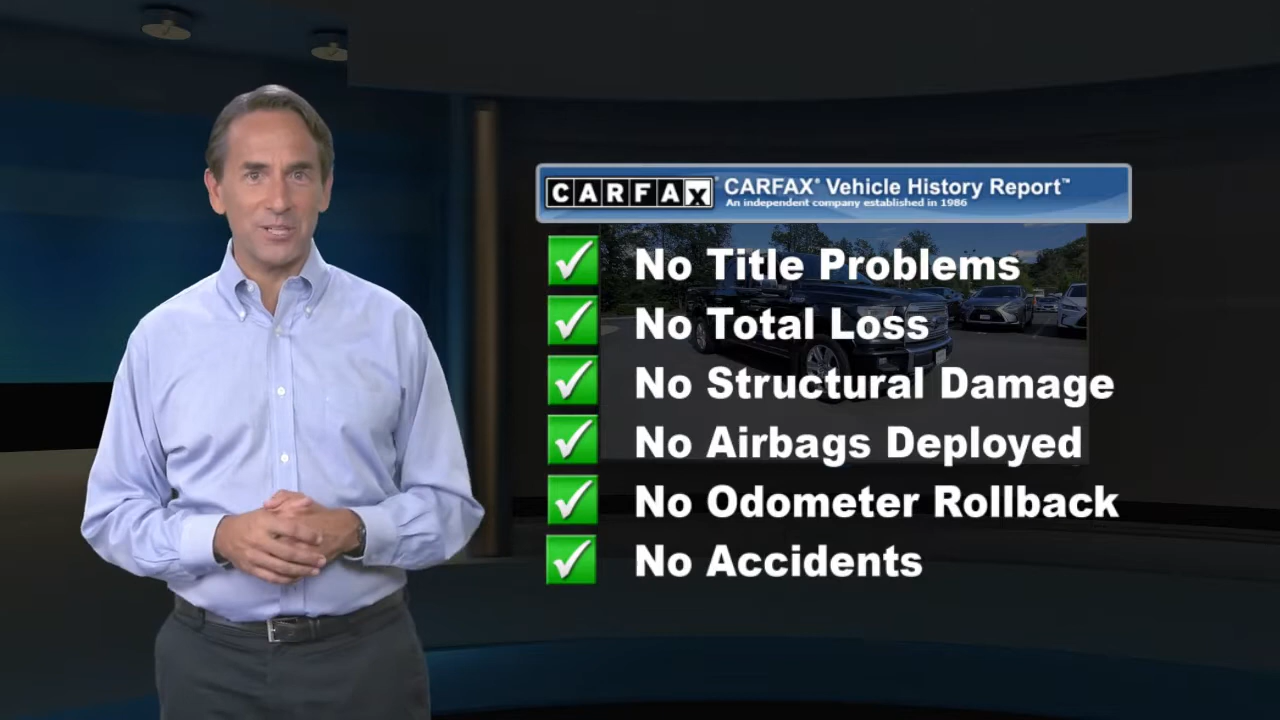 CARFAX® CARFAX® Vehicle History Report™
An independent company established in 1986
No Title Problems
No Total Loss
No Structural Damage
No Airbags Deployed
No Odometer Rollback
No Accidents